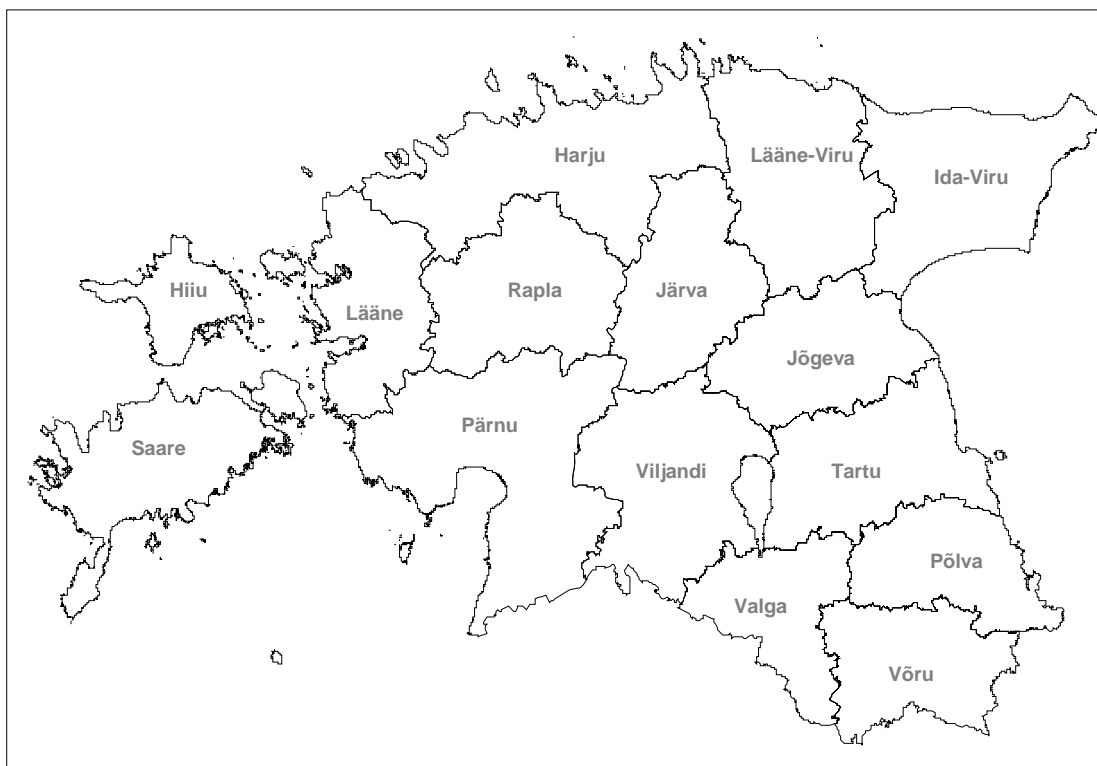 Harju
Lääne-Viru
Ida-Viru
Hiiu
Lääne
Rapla
Järva
Jõgeva
Saare
Pärnu
Viljandi
Tartu
Põlva
Valga
Võru